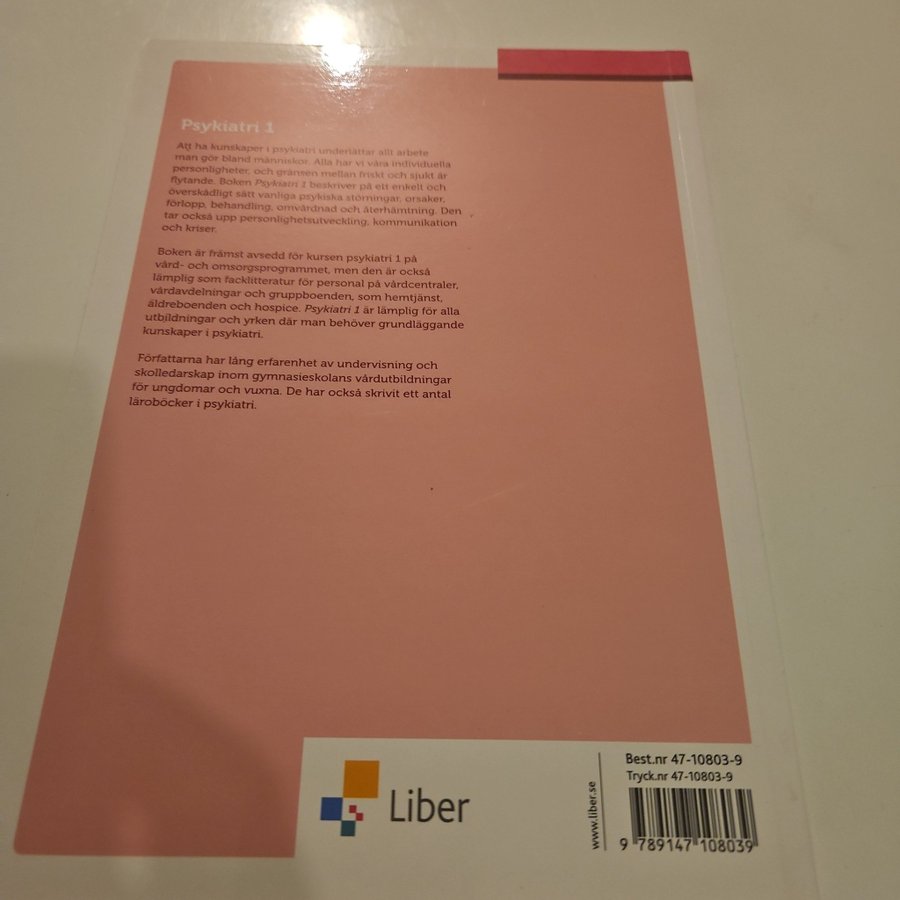 Psykiatri 1
Att ha kunskaper i psykiatri underlättar allt arbete
man gör bland människor. Alla har vi våra individuella
personligheter, och gränsen mellan friskt och sjukt är
flytande. Boken Psykiatri 1 beskriver på ett enkelt och
överskådligt sätt vanliga psykiska störningar, orsaker,
förlopp, behandling, omvårdnad och återhämtning. Den
tar också upp personlighetsutveckling, kommunikation
och kriser.
Boken är främst avsedd för kursen psykiatri 1 på
vård- och omsorgsprogrammet, men den är också
lämplig som facklitteratur för personal på vårdcentraler,
vårdavdelningar och gruppboenden, som hemtjänst,
äldreboenden och hospice. Psykiatri 1 är lämplig för alla
utbildningar och yrken där man behöver grundläggande
kunskaper i psykiatri.
Författarna har lång erfarenhet av undervisning och
skolledarskap inom gymnasieskolans vårdutbildningar
för ungdomar och vuxna. De har också skrivit ett antal
läroböcker i psykiatri.
Liber
www.liber.se
Best.nr 47-10803-9
Tryck.nr 47-10803-9
9 789147 108039